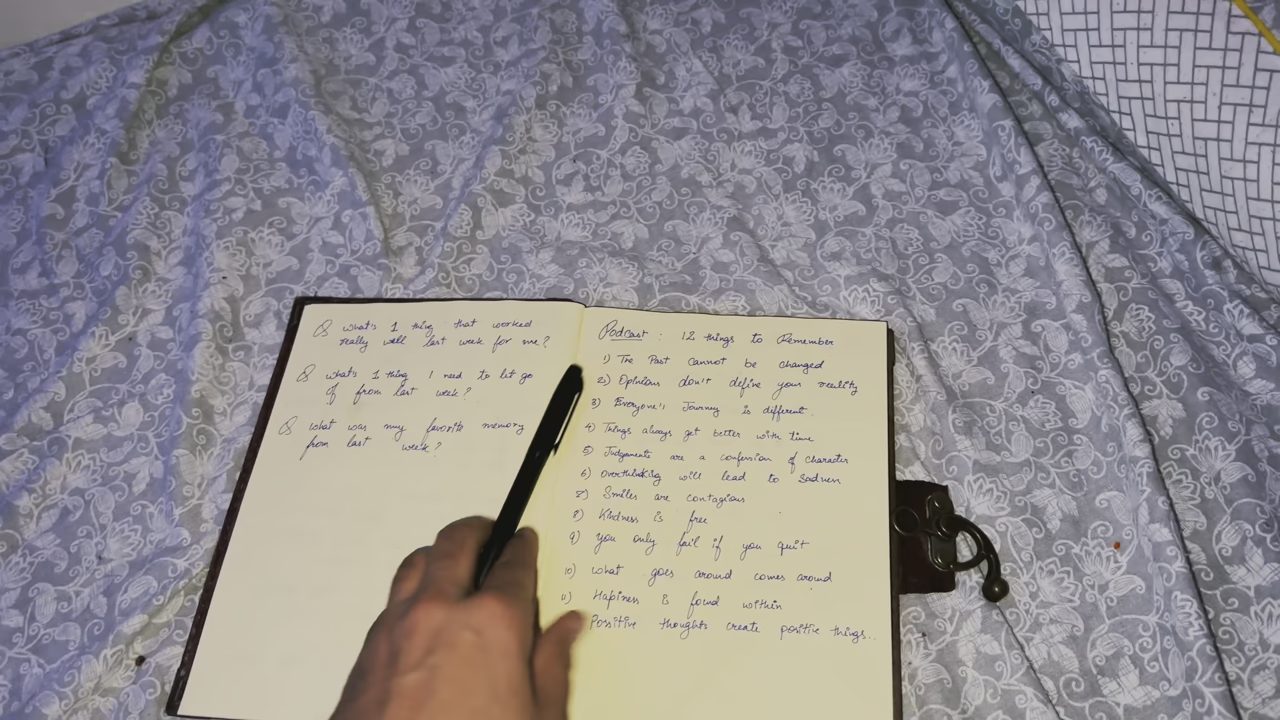 Q what's 1 thing that worked
really well last week for me?
Q what's 1 thing I need to let go
of from last week?
Q what was my favorite memory
from last week?
Podcast: 12 things to Remember
1) The Past cannot be changed
2) Opinions don't define your reality
3) Everyone's Journey is different.
4) Things always get better with time
5) Judgements are a confession of character
6) Overthinking will lead to Sadness
7) Smiles are contagious
8) Kindness is free
9) you only fail if you quit
10) what goes around comes around
11) Happiness is found within
Positive thoughts create positive things..